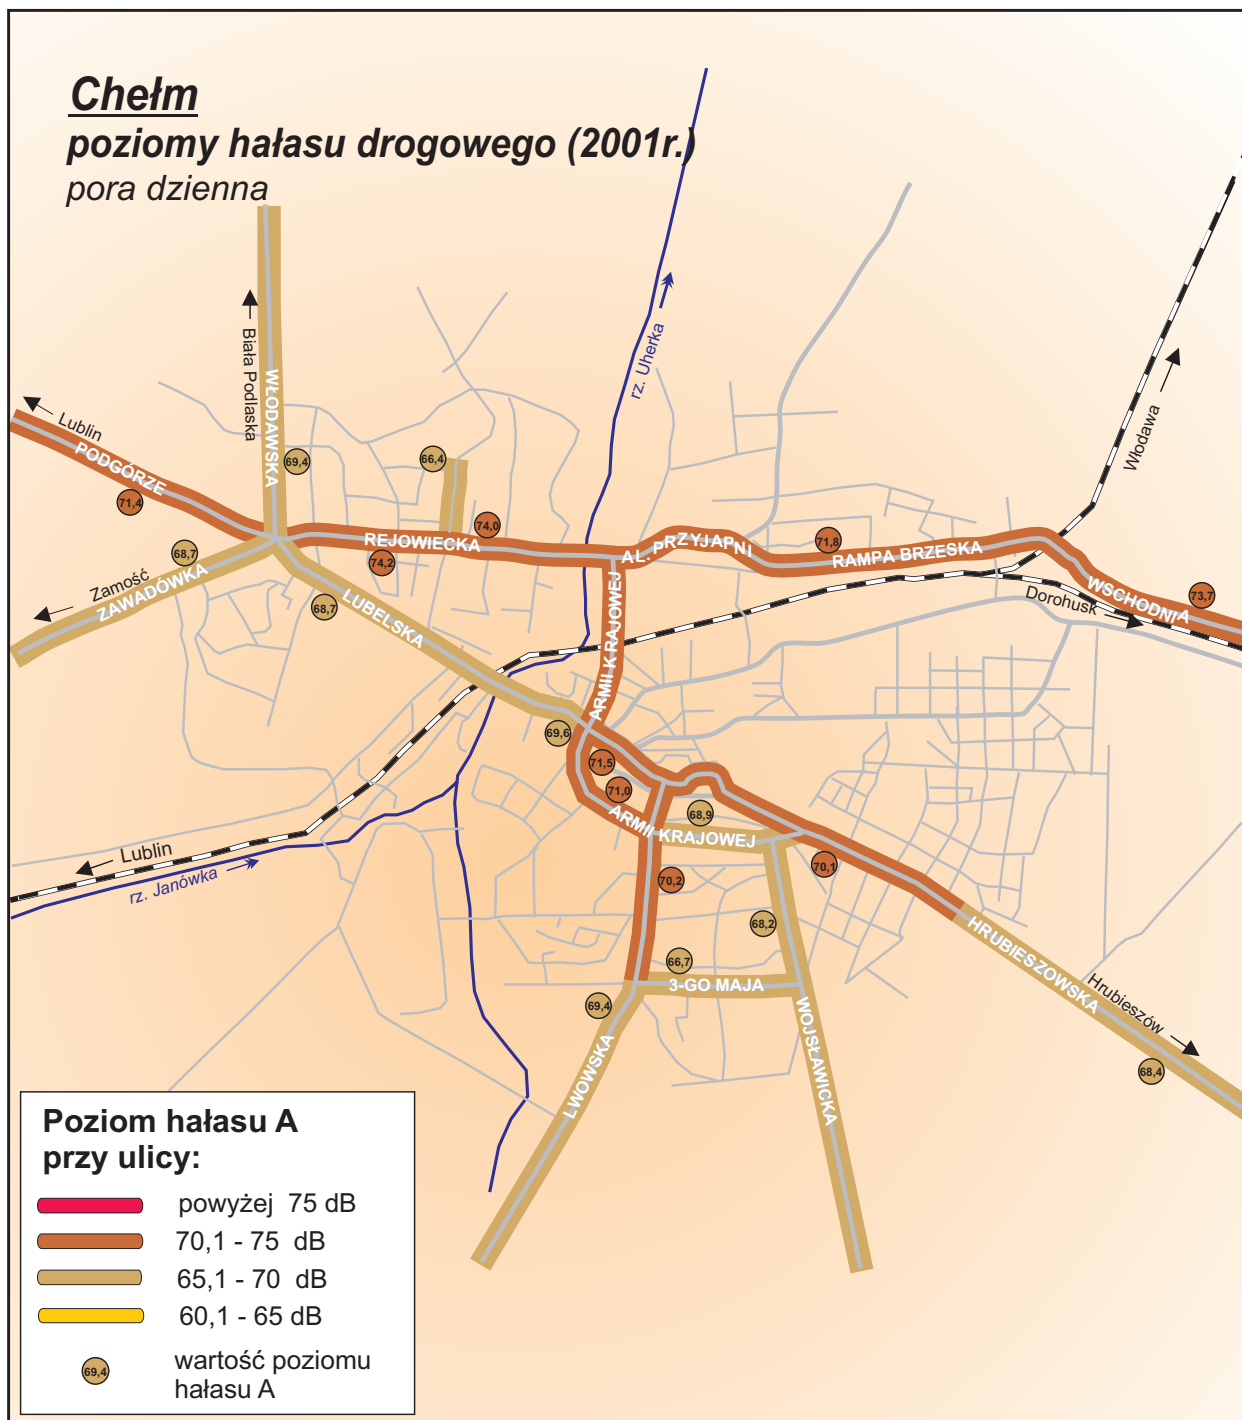 Chełm
poziomy hałasu drogowego (2001r.)
pora dzienna
Biała Podlaska
WŁODAWSKA
rz. Uherka
Włodawa
Lublin
PODGÓRZE
69,4
66,4
71,4
74,0
REJOWIECKA
74,2
AL. PRZYJAPNI
71,8
RAMPA BRZESKA
68,7
Zamość
ZAWADÓWKA
68,7
LUBELSKA
ARMII KRAJOWEJ
WSCHODNIA
Dorohusk
73,7
69,6
71,5
71,0
68,9
ARMII KRAJOWEJ
70,1
70,2
Lublin
rz. Janówka
68,2
66,7
3-GO MAJA
69,4
LWOWSKA
WOJSŁAWICKA
HRUBIESZOWSKA
Hrubieszów
68,4
Poziom hałasu A
przy ulicy:
powyżej 75 dB
70,1 - 75 dB
65,1 - 70 dB
60,1 - 65 dB
69,4
wartość poziomu
hałasu A